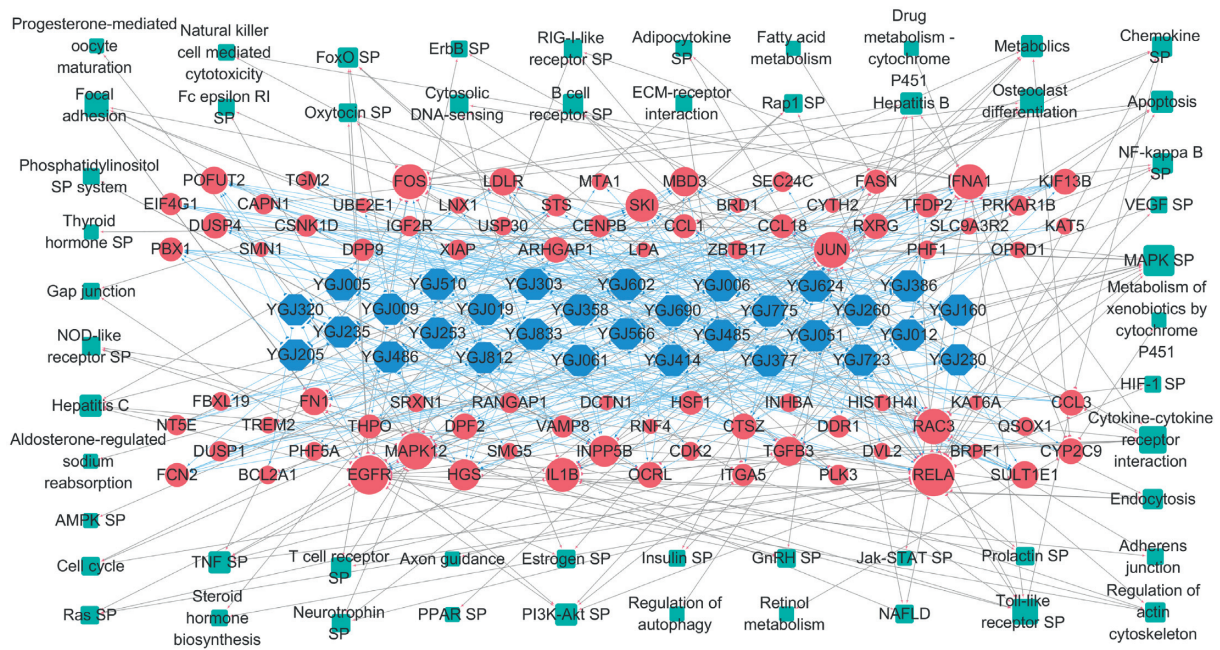 Progesterone-mediated
oocyte
maturation
Natural killer
cell mediated
cytotoxicity
FoxO SP
ErbB SP
RIG-I-like
receptor SP
Adipocytokine
SP
Fatty acid
metabolism
Drug
metabolism -
cytochrome
P451
Metabolics
Chemokine
SP
Focal
adhesion
Fc epsilon RI
SP
Oxytocin SP
Cytosolic
DNA-sensing
B cell
receptor SP
ECM-receptor
interaction
Rap1 SP
Hepatitis B
Osteoclast
differentiation
Apoptosis
Phosphatidylinositol
SP system
POFUT2
TGM2
FOS
LDLR
MTA1
MBD3
SEC24C
FASN
IFNA1
KIF13B
NF-kappa B
SP
EIF4G1
CAPN1
UBE2E1
LNX1
STS
SKI
BRD1
CYTH2
TFDP2
PRKAR1B
VEGF SP
Thyroid
hormone SP
DUSP4
CSNK1D
IGF2R
USP30
CENPB
CCL1
CCL18
RXRG
SLC9A3R2
KAT5
PBX1
SMN1
DPP9
XIAP
ARHGAP1
LPA
ZBTB17
JUN
PHF1
OPRD1
MAPK SP
Gap junction
YGJ005
YGJ510
YGJ303
YGJ602
YGJ006
YGJ624
YGJ386
Metabolism of
xenobiotics by
cytochrome
P451
YGJ320
YGJ009
YGJ019
YGJ358
YGJ690
YGJ775
YGJ260
YGJ160
NOD-like
receptor SP
YGJ235
YGJ253
YGJ833
YGJ566
YGJ485
YGJ051
YGJ012
YGJ205
YGJ486
YGJ812
YGJ061
YGJ414
YGJ377
YGJ723
YGJ230
HIF-1 SP
Hepatitis C
FBXL19
FN1
SRXN1
RANGAP1
DCTN1
HSF1
INHBA
HIST1H4I
KAT6A
CCL3
NT5E
TREM2
THPO
DPF2
VAMP8
RNF4
CTSZ
DDR1
RAC3
QSOX1
Cytokine-cytokine
receptor
interaction
Aldosterone-regulated
sodium
reabsorption
DUSP1
PHF5A
MAPK12
SMG5
INPP5B
CDK2
TGFB3
DVL2
BRPF1
CYP2C9
FCN2
BCL2A1
EGFR
HGS
IL1B
OCRL
ITGA5
PLK3
RELA
SULT1E1
Endocytosis
AMPK SP
Cell cycle
TNF SP
T cell receptor
SP
Axon guidance
Estrogen SP
Insulin SP
GnRH SP
Jak-STAT SP
Prolactin SP
Adherens
junction
Ras SP
Steroid
hormone
biosynthesis
Neurotrophin
SP
PPAR SP
PI3K-Akt SP
Regulation of
autophagy
Retinol
metabolism
NAFLD
Toll-like
receptor SP
Regulation of
actin
cytoskeleton